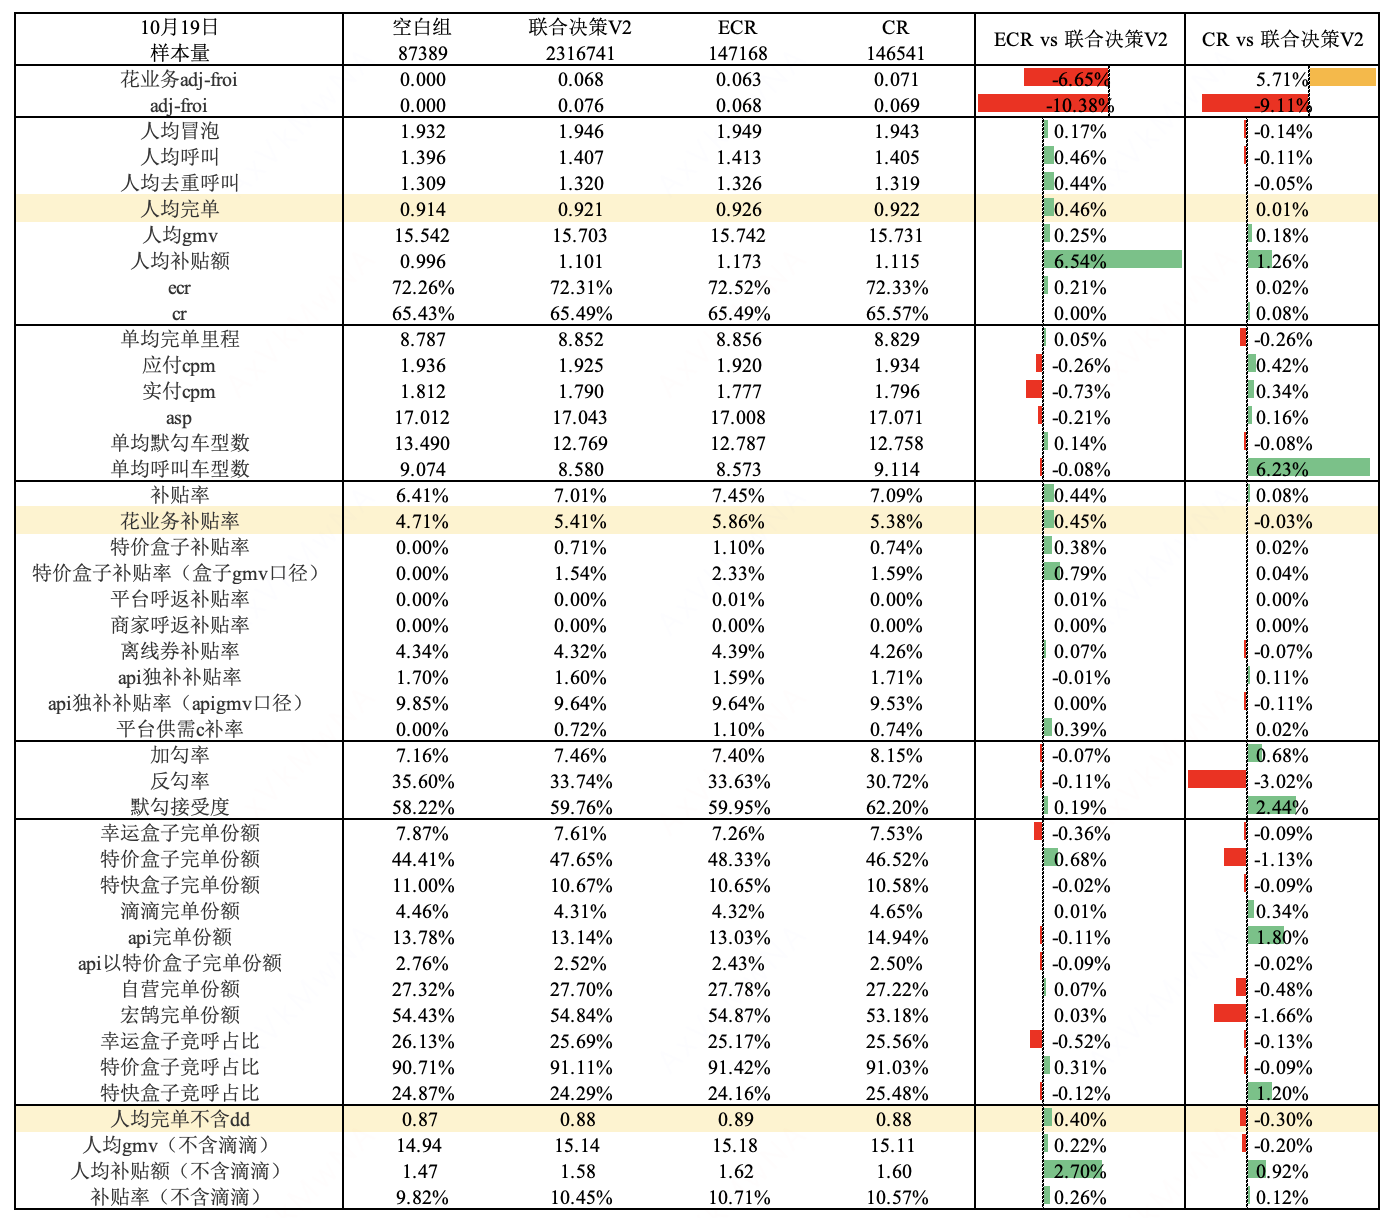 10月19日 空白组 联合决策V2 ECR CR ECR vs 联合决策V2 CR vs 联合决策V2
样本量 87389 2316741 147168 146541
花业务adj-froi 0.000 0.068 0.063 0.071 -6.65% 5.71%
adj-froi 0.000 0.076 0.068 0.069 -10.38% -9.11%
人均冒泡 1.932 1.946 1.949 1.943 0.17% -0.14%
人均呼叫 1.396 1.407 1.413 1.405 0.46% -0.11%
人均去重呼叫 1.309 1.320 1.326 1.319 0.44% -0.05%
人均完单 0.914 0.921 0.926 0.922 0.46% 0.01%
人均gmv 15.542 15.703 15.742 15.731 0.25% 0.18%
人均补贴额 0.996 1.101 1.173 1.115 6.54% 1.26%
ecr 72.26% 72.31% 72.52% 72.33% 0.21% 0.02%
cr 65.43% 65.49% 65.49% 65.57% 0.00% 0.08%
单均完单里程 8.787 8.852 8.856 8.829 0.05% -0.26%
应付cpm 1.936 1.925 1.920 1.934 -0.26% 0.42%
实付cpm 1.812 1.790 1.777 1.796 -0.73% 0.34%
asp 17.012 17.043 17.008 17.071 -0.21% 0.16%
单均默勾车型数 13.490 12.769 12.787 12.758 0.14% -0.08%
单均呼叫车型数 9.074 8.580 8.573 9.114 -0.08% 6.23%
补贴率 6.41% 7.01% 7.45% 7.09% 0.44% 0.08%
花业务补贴率 4.71% 5.41% 5.86% 5.38% 0.45% -0.03%
特价盒子补贴率 0.00% 0.71% 1.10% 0.74% 0.38% 0.02%
特价盒子补贴率（盒子gmv口径） 0.00% 1.54% 2.33% 1.59% 0.79% 0.04%
平台呼返补贴率 0.00% 0.00% 0.01% 0.00% 0.01% 0.00%
商家呼返补贴率 0.00% 0.00% 0.00% 0.00% 0.00% 0.00%
离线券补贴率 4.34% 4.32% 4.39% 4.26% 0.07% -0.07%
api独补补贴率 1.70% 1.60% 1.59% 1.71% -0.01% 0.11%
api独补补贴率（apigmv口径） 9.85% 9.64% 9.64% 9.53% 0.00% -0.11%
平台供需c补率 0.00% 0.72% 1.10% 0.74% 0.39% 0.02%
加勾率 7.16% 7.46% 7.40% 8.15% -0.07% 0.68%
反勾率 35.60% 33.74% 33.63% 30.72% -0.11% -3.02%
默勾接受度 58.22% 59.76% 59.95% 62.20% 0.19% 2.44%
幸运盒子完单份额 7.87% 7.61% 7.26% 7.53% -0.36% -0.09%
特价盒子完单份额 44.41% 47.65% 48.33% 46.52% 0.68% -1.13%
特快盒子完单份额 11.00% 10.67% 10.65% 10.58% -0.02% -0.09%
滴滴完单份额 4.46% 4.31% 4.32% 4.65% 0.01% 0.34%
api完单份额 13.78% 13.14% 13.03% 14.94% -0.11% 1.80%
api以特价盒子完单份额 2.76% 2.52% 2.43% 2.50% -0.09% -0.02%
自营完单份额 27.32% 27.70% 27.78% 27.22% 0.07% -0.48%
宏鹄完单份额 54.43% 54.84% 54.87% 53.18% 0.03% -1.66%
幸运盒子竞呼占比 26.13% 25.69% 25.17% 25.56% -0.52% -0.13%
特价盒子竞呼占比 90.71% 91.11% 91.42% 91.03% 0.31% -0.09%
特快盒子竞呼占比 24.87% 24.29% 24.16% 25.48% -0.12% 1.20%
人均完单不含dd 0.87 0.88 0.89 0.88 0.40% -0.30%
人均gmv（不含滴滴） 14.94 15.14 15.18 15.11 0.22% -0.20%
人均补贴额（不含滴滴） 1.47 1.58 1.62 1.60 2.70% 0.92%
补贴率（不含滴滴） 9.82% 10.45% 10.71% 10.57% 0.26% 0.12%